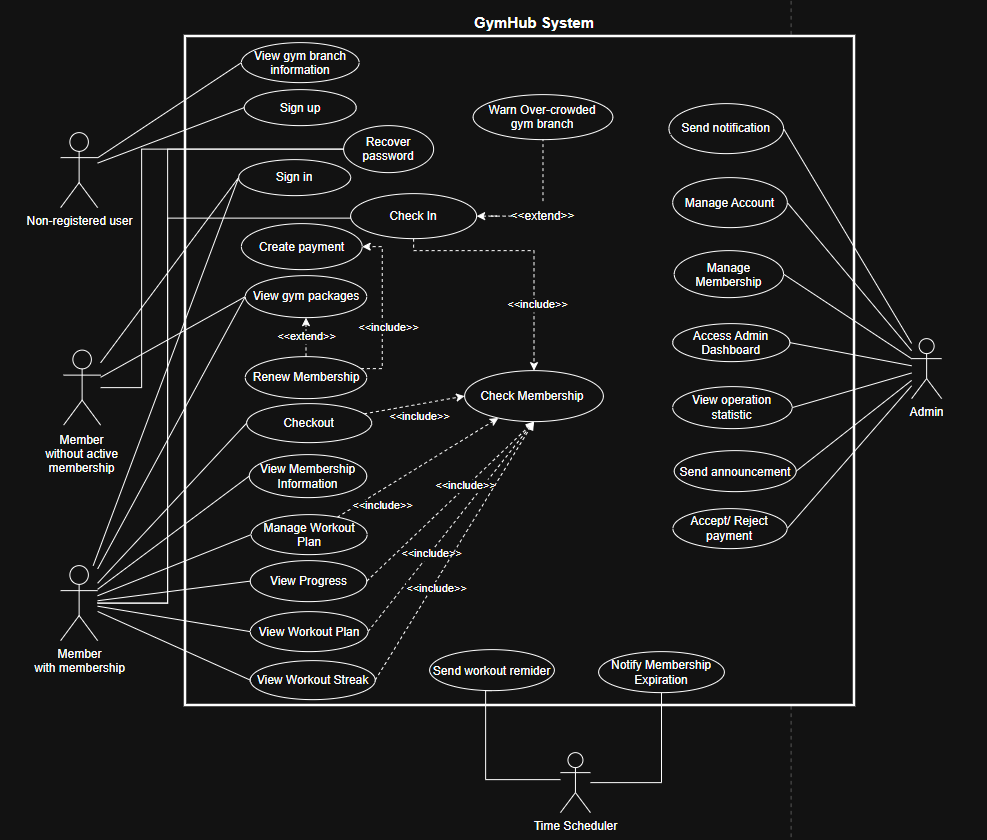 GymHub System
View gym branch
information
Sign up
Warn Over-crowded
gym branch
Send notification
Recover
password
Sign in
Non-registered user
Check In
<<extend>>
Manage Account
Create payment
Manage
Membership
View gym packages
<<include>>
<<extend>>
<<include>>
Access Admin
Dashboard
Renew Membership
Check Membership
Admin
View operation
statistic
Checkout
<<include>>
Member
without active
membership
View Membership
Information
Send announcement
<<include>>
<<include>>
Manage Workout
Plan
Accept/ Reject
payment
<<include>>
View Progress
<<include>>
View Workout Plan
Member
with membership
View Workout Streak
Send workout remider
Notify Membership
Expiration
Time Scheduler